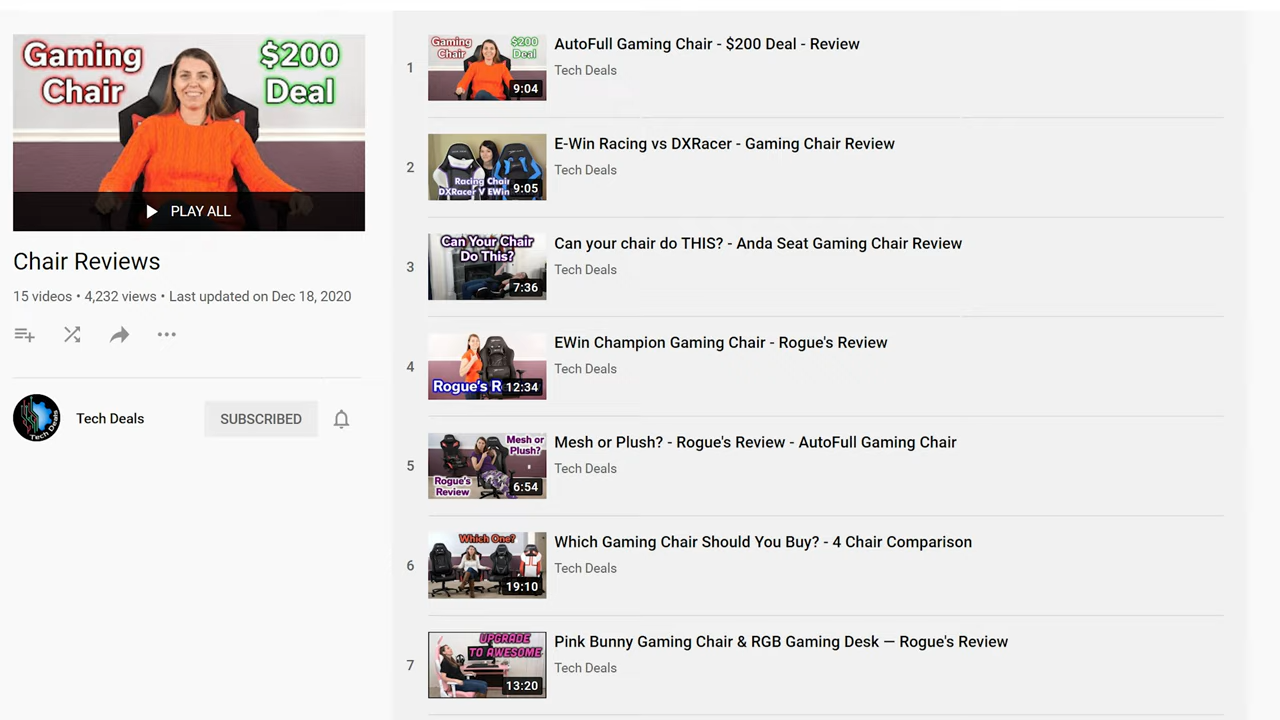 Gaming $200
Chair Deal
PLAY ALL
Chair Reviews
15 videos • 4,232 views • Last updated on Dec 18, 2020
Tech Deals
Tech Deals
SUBSCRIBED
1
Gaming $200
Chair Deal
9:04
AutoFull Gaming Chair - $200 Deal - Review
Tech Deals
2
Racing Chair
DXRacer V EWin
9:05
E-Win Racing vs DXRacer - Gaming Chair Review
Tech Deals
3
Can Your Chair
Do This?
7:36
Can your chair do THIS? - Anda Seat Gaming Chair Review
Tech Deals
4
Rogue's R
12:34
EWin Champion Gaming Chair - Rogue's Review
Tech Deals
5
Mesh or
Plush?
Rogue's
Review
6:54
Mesh or Plush? - Rogue's Review - AutoFull Gaming Chair
Tech Deals
6
Which One?
19:10
Which Gaming Chair Should You Buy? - 4 Chair Comparison
Tech Deals
7
UPGRADE
TO AWESOME
13:20
Pink Bunny Gaming Chair & RGB Gaming Desk — Rogue's Review
Tech Deals